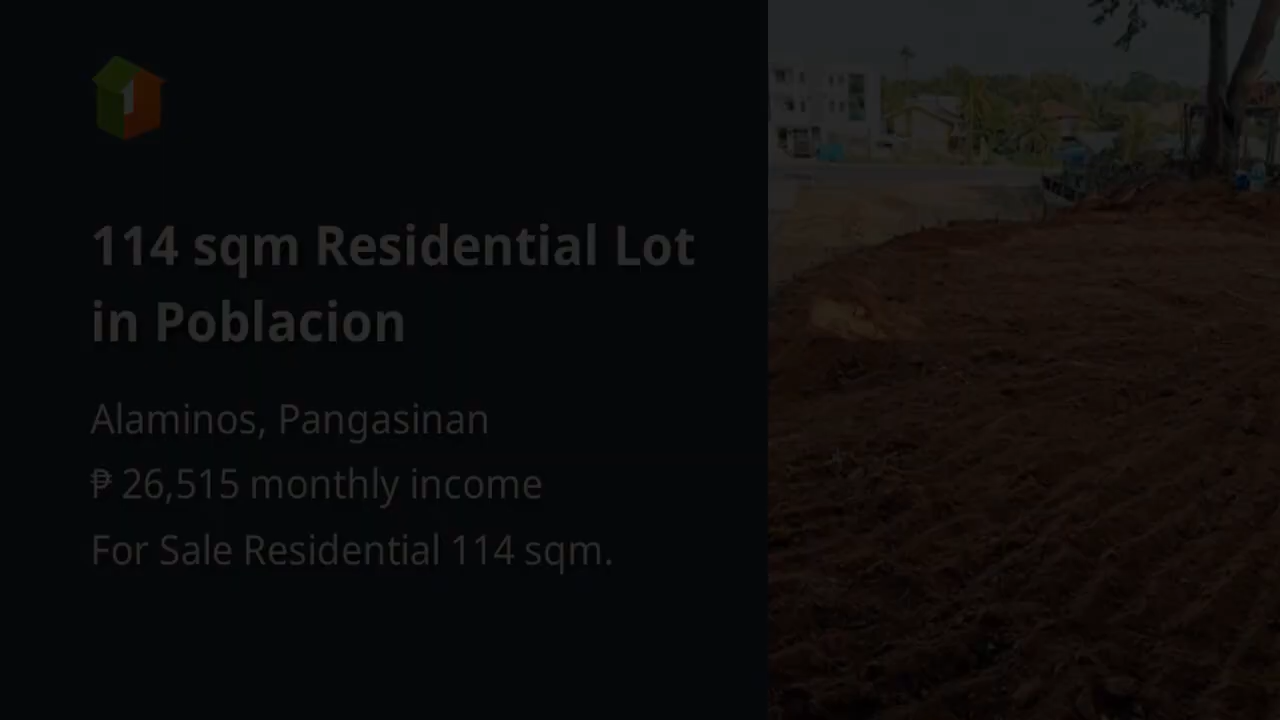 114 sqm Residential Lot
in Poblacion
Alaminos, Pangasinan
₱ 26,515 monthly income
For Sale Residential 114 sqm.